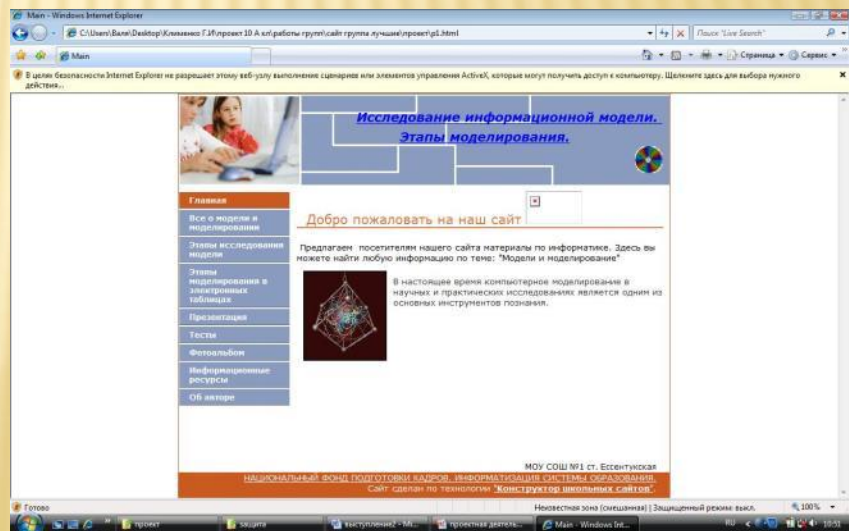 Main - Windows Internet Explorer
C:\Users\Валя\Desktop\Клименко Г.И\проект 10 А кл\работы групп\сайт группа лучшие\проект\p1.html
Поиск "Live Search"
Main
Страница
Сервис
В целях безопасности Internet Explorer не разрешает этому веб-узлу выполнение сценариев или элементов управления ActiveX, которые могут получить доступ к компьютеру. Щелкните здесь для выбора нужного
действия...
Исследование информационной модели.
Этапы моделирования.
Главная
Все о модели и
моделировании
Этапы исследования
модели
Этапы
моделирования в
электронных
таблицах
Презентация
Тесты
Фотоальбом
Информационные
ресурсы
Об авторе
Добро пожаловать на наш сайт
Предлагаем посетителям нашего сайта материалы по информатике. Здесь вы
можете найти любую информацию по теме: "Модели и моделирование"
В настоящее время компьютерное моделирование в
научных и практических исследованиях является одним из
основных инструментов познания.
МОУ СОШ №1 ст. Ессентукская
НАЦИОНАЛЬНЫЙ ФОНД ПОДГОТОВКИ КАДРОВ. ИНФОРМАТИЗАЦИЯ СИСТЕМЫ ОБРАЗОВАНИЯ.
Сайт сделан по технологии "Конструктор школьных сайтов".
Готово
Неизвестная зона (смешанная) | Защищенный режим: выкл.
100%
проект
защита
выступление2 - Mi...
проектная деятель...
Main - Windows Int...
RU
10:51